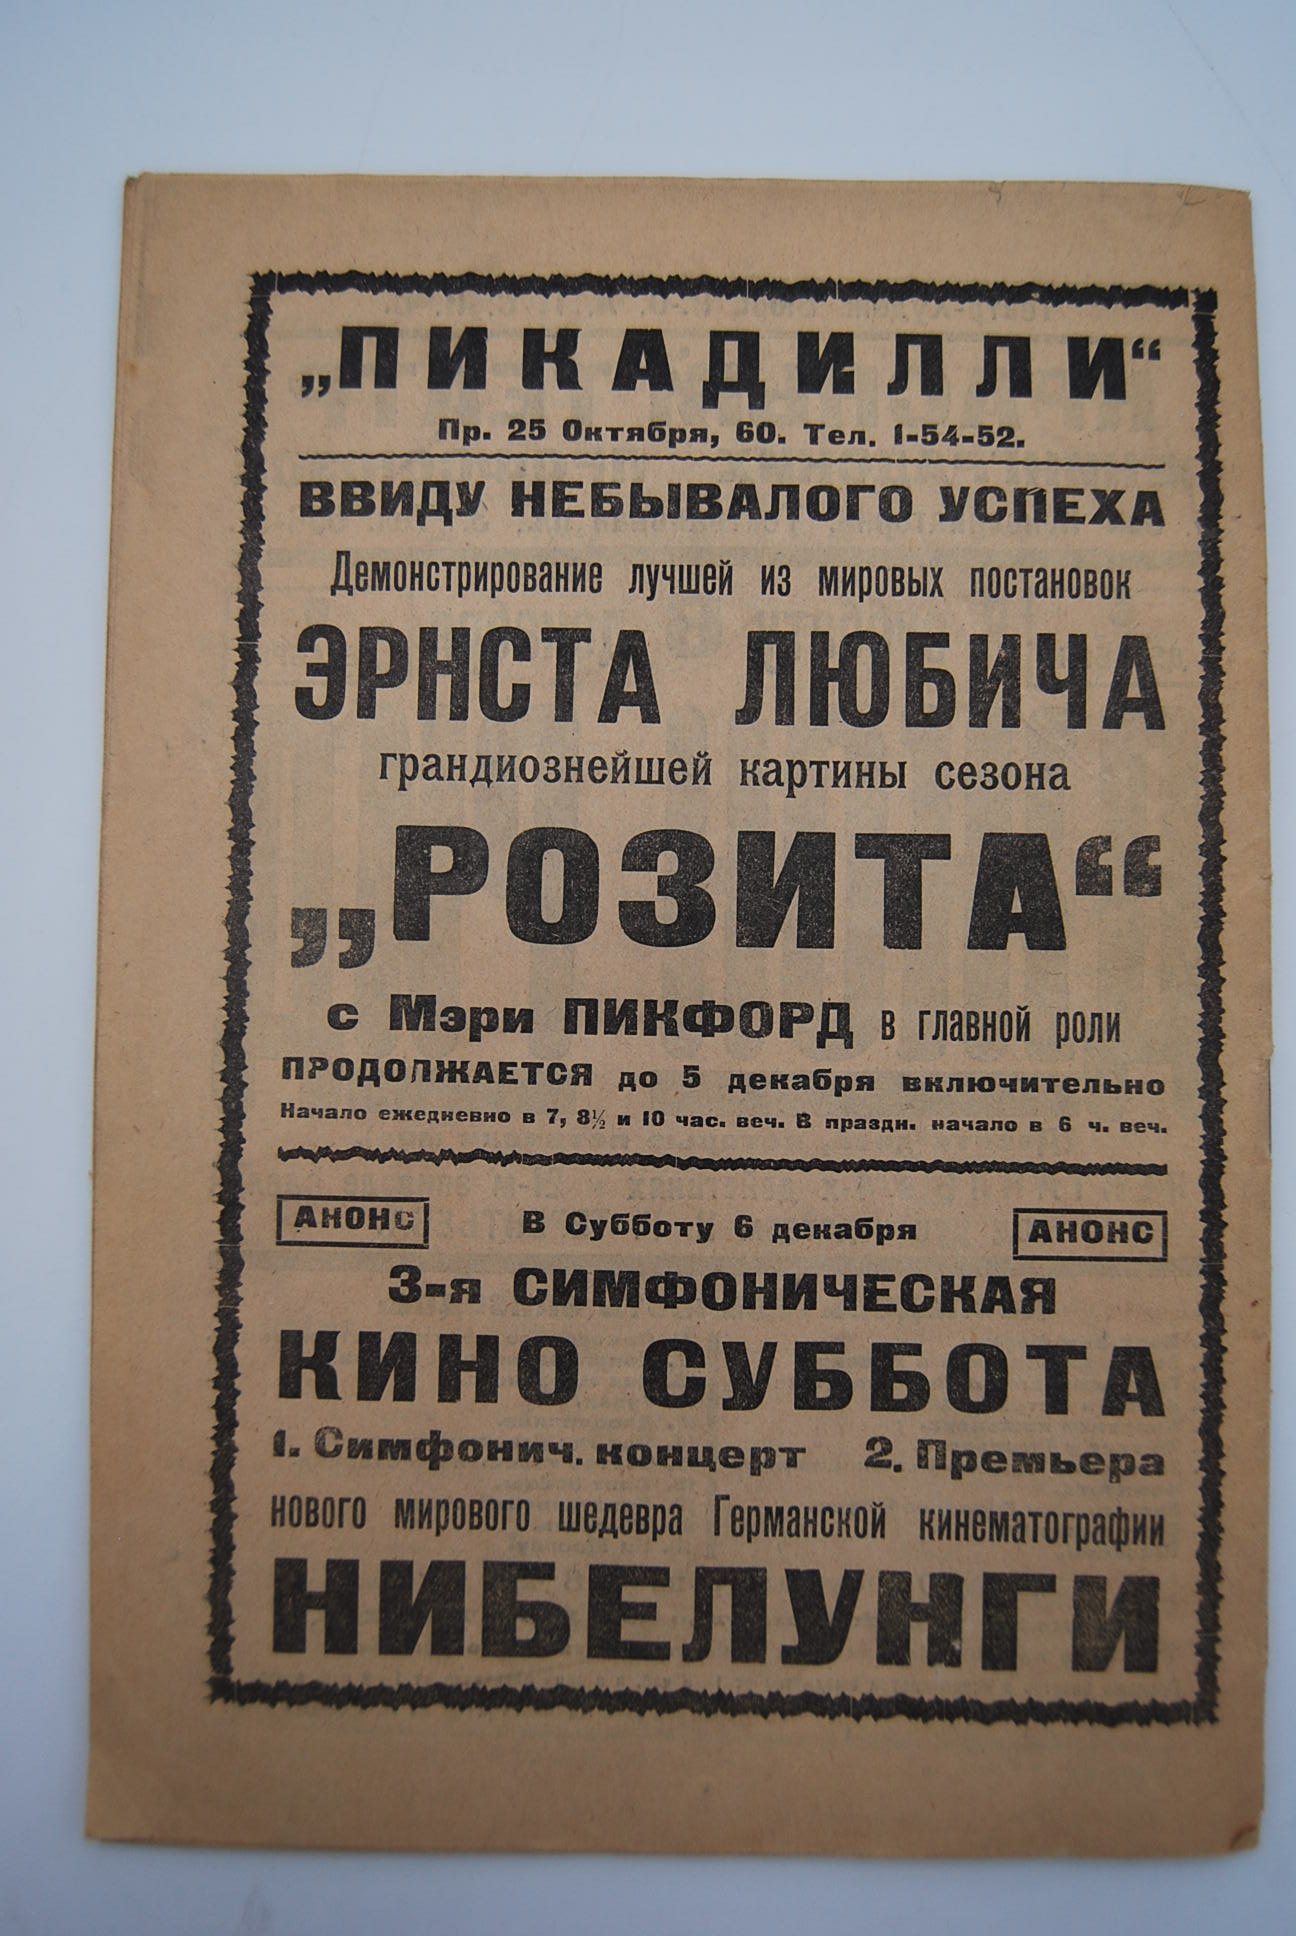 „ПИКАДИЛЛИ“
Пр. 25 Октября, 60. Тел. 1-54-52.
ВВИДУ НЕБЫВАЛОГО УСПЕХА
Демонстрирование лучшей из мировых постановок
ЭРНСТА ЛЮБИЧА
грандиознейшей картины сезона
„РОЗИТА“
с Мэри ПИКФОРД в главной роли
ПРОДОЛЖАЕТСЯ до 5 декабря включительно
Начало ежедневно в 7, 8½ и 10 час. веч. В праздн. начало в 6 ч. веч.
АНОНС В Субботу 6 декабря АНОНС
3-я СИМФОНИЧЕСКАЯ
КИНО СУББОТА
1. Симфонич. концерт 2. Премьера
нового мирового шедевра Германской кинематографии
НИБЕЛУНГИ